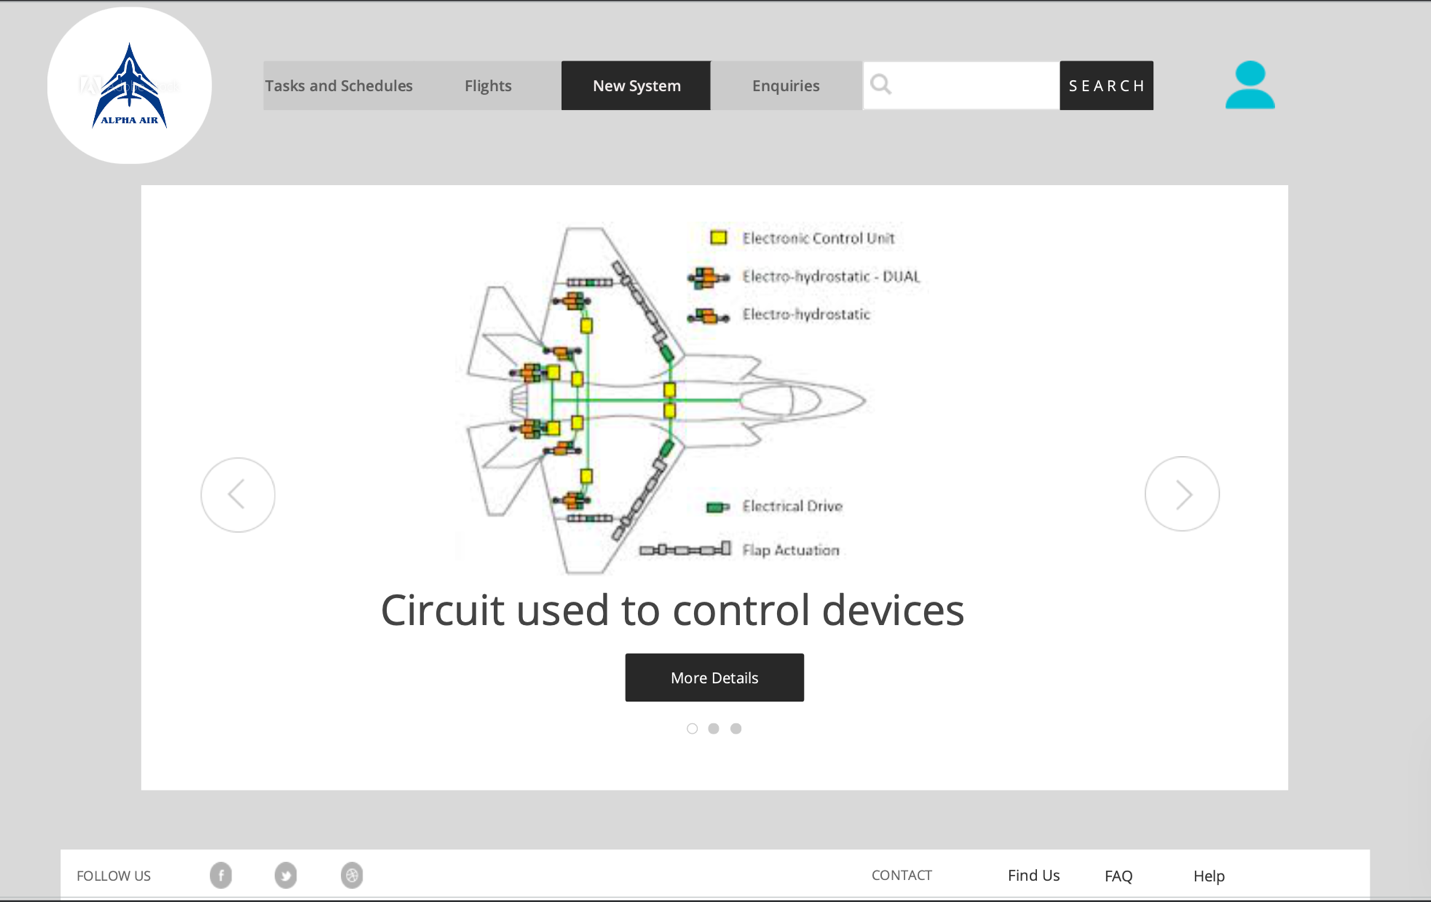 ALPHA AIR
Tasks and Schedules
Flights
New System
Enquiries
SEARCH
Electronic Control Unit
Electro-hydrostatic - DUAL
Electro-hydrostatic
Electrical Drive
Flap Actuation
Circuit used to control devices
More Details
FOLLOW US
CONTACT
Find Us
FAQ
Help